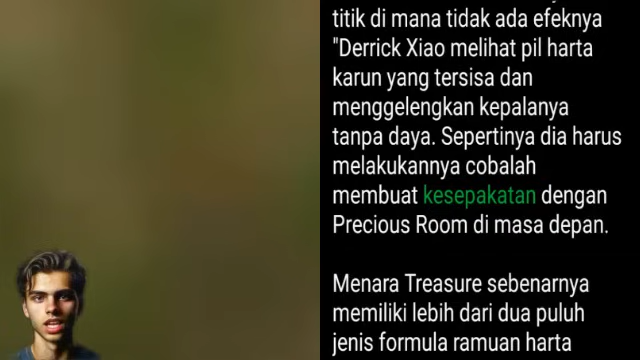 titik di mana tidak ada efeknya
"Derrick Xiao melihat pil harta
karun yang tersisa dan
menggelengkan kepalanya
tanpa daya. Sepertinya dia harus
melakukannya cobalah
membuat kesepakatan dengan
Precious Room di masa depan.
Menara Treasure sebenarnya
memiliki lebih dari dua puluh
jenis formula ramuan harta